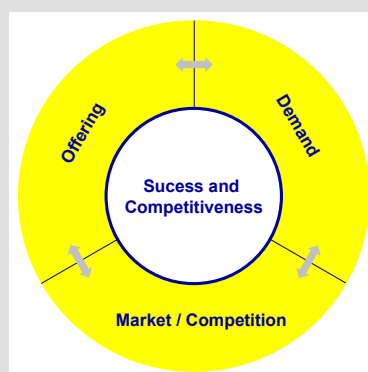 Offering
Demand
Sucess and
Competitiveness
Market / Competition